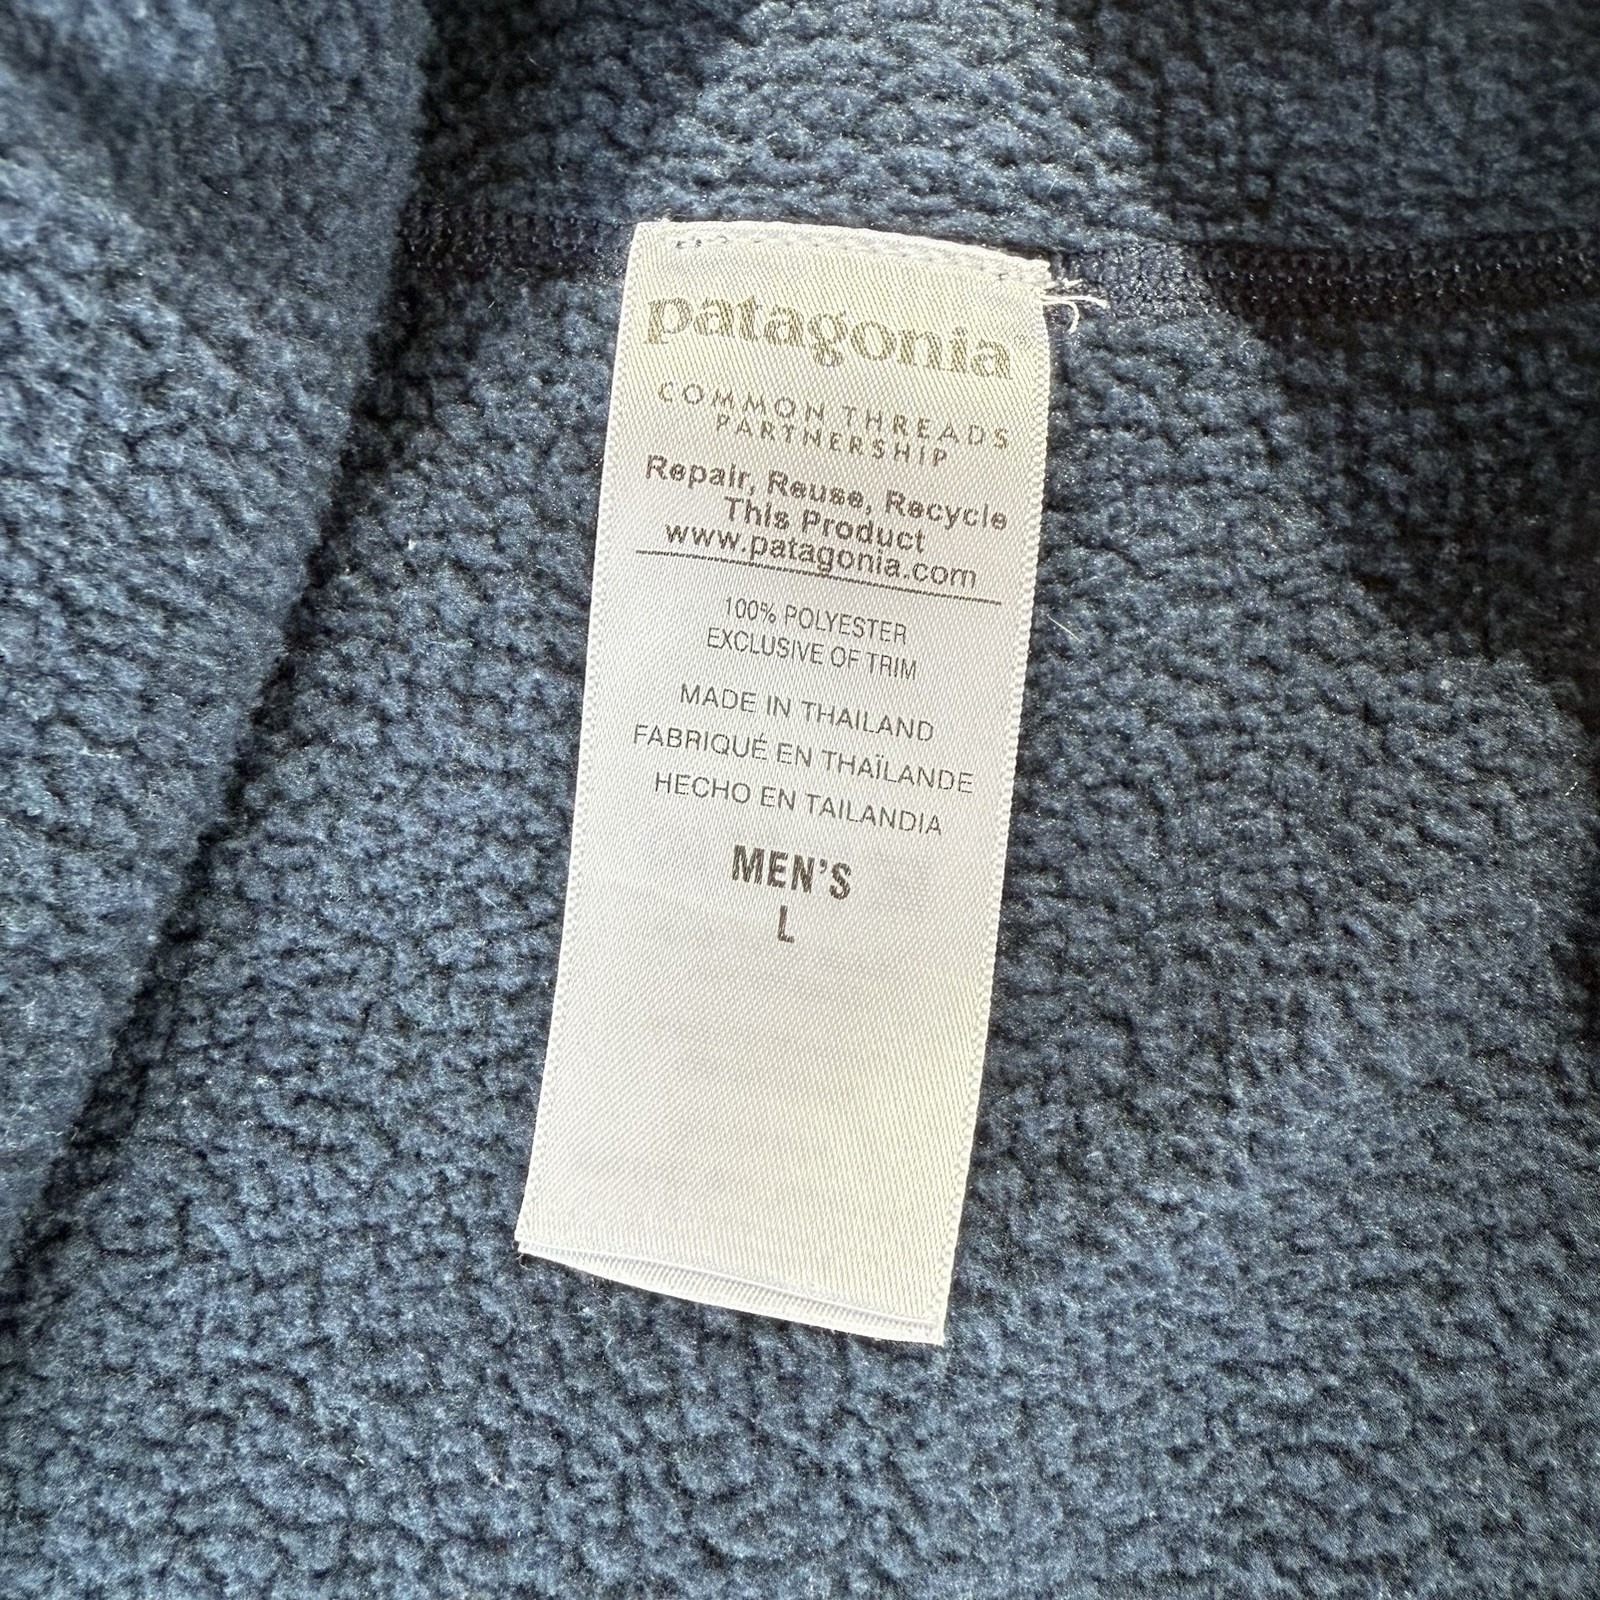 patagonia®
COMMON THREADS
PARTNERSHIP
Repair, Reuse, Recycle
This Product
www.patagonia.com
100% POLYESTER
EXCLUSIVE OF TRIM
MADE IN THAILAND
FABRIQUÉ EN THAÏLANDE
HECHO EN TAILANDIA
MEN'S
L